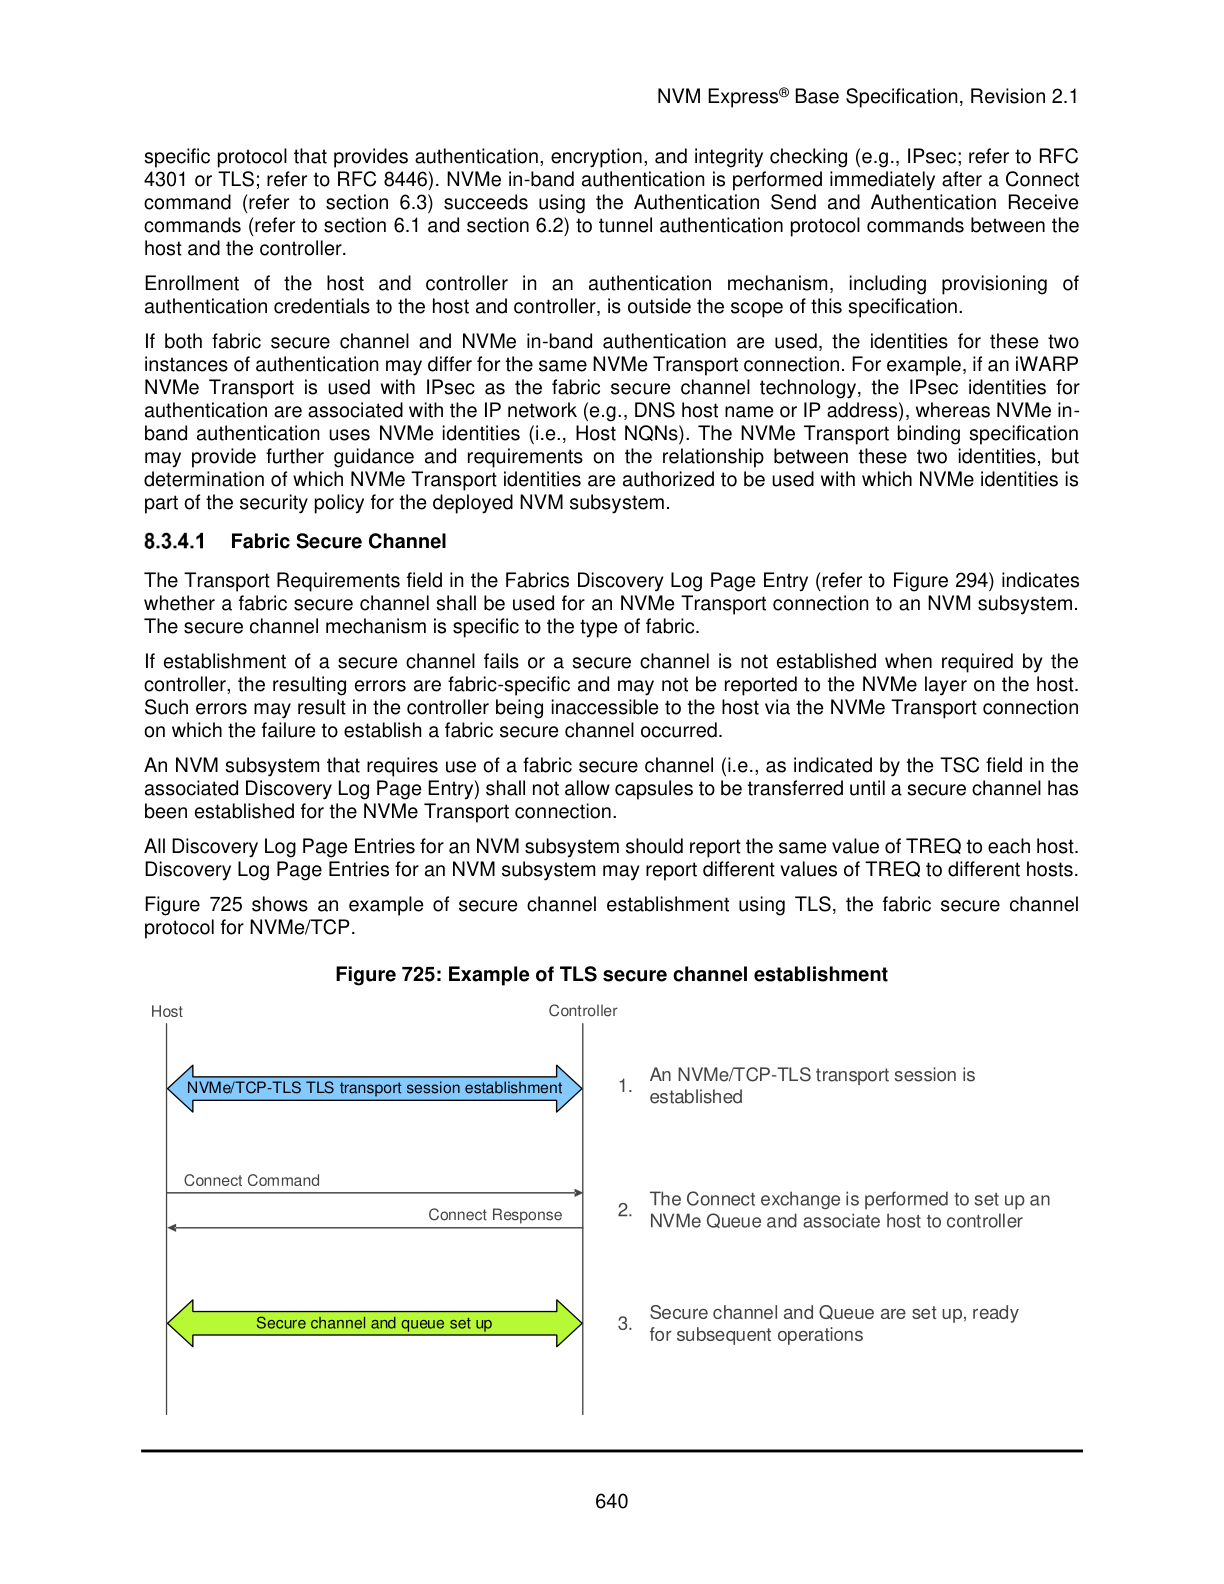 NVM Express® Base Specification, Revision 2.1
specific protocol that provides authentication, encryption, and integrity checking (e.g., IPsec; refer to RFC
4301 or TLS; refer to RFC 8446). NVMe in-band authentication is performed immediately after a Connect
command (refer to section 6.3) succeeds using the Authentication Send and Authentication Receive
commands (refer to section 6.1 and section 6.2) to tunnel authentication protocol commands between the
host and the controller.
Enrollment of the host and controller in an authentication mechanism, including provisioning of
authentication credentials to the host and controller, is outside the scope of this specification.
If both fabric secure channel and NVMe in-band authentication are used, the identities for these two
instances of authentication may differ for the same NVMe Transport connection. For example, if an iWARP
NVMe Transport is used with IPsec as the fabric secure channel technology, the IPsec identities for
authentication are associated with the IP network (e.g., DNS host name or IP address), whereas NVMe in-
band authentication uses NVMe identities (i.e., Host NQNs). The NVMe Transport binding specification
may provide further guidance and requirements on the relationship between these two identities, but
determination of which NVMe Transport identities are authorized to be used with which NVMe identities is
part of the security policy for the deployed NVM subsystem.
8.3.4.1 Fabric Secure Channel
The Transport Requirements field in the Fabrics Discovery Log Page Entry (refer to Figure 294) indicates
whether a fabric secure channel shall be used for an NVMe Transport connection to an NVM subsystem.
The secure channel mechanism is specific to the type of fabric.
If establishment of a secure channel fails or a secure channel is not established when required by the
controller, the resulting errors are fabric-specific and may not be reported to the NVMe layer on the host.
Such errors may result in the controller being inaccessible to the host via the NVMe Transport connection
on which the failure to establish a fabric secure channel occurred.
An NVM subsystem that requires use of a fabric secure channel (i.e., as indicated by the TSC field in the
associated Discovery Log Page Entry) shall not allow capsules to be transferred until a secure channel has
been established for the NVMe Transport connection.
All Discovery Log Page Entries for an NVM subsystem should report the same value of TREQ to each host.
Discovery Log Page Entries for an NVM subsystem may report different values of TREQ to different hosts.
Figure 725 shows an example of secure channel establishment using TLS, the fabric secure channel
protocol for NVMe/TCP.
Figure 725: Example of TLS secure channel establishment
Host Controller
NVMe/TCP-TLS TLS transport session establishment
1. An NVMe/TCP-TLS transport session is
established
Connect Command
Connect Response
2. The Connect exchange is performed to set up an
NVMe Queue and associate host to controller
Secure channel and queue set up
3. Secure channel and Queue are set up, ready
for subsequent operations
640